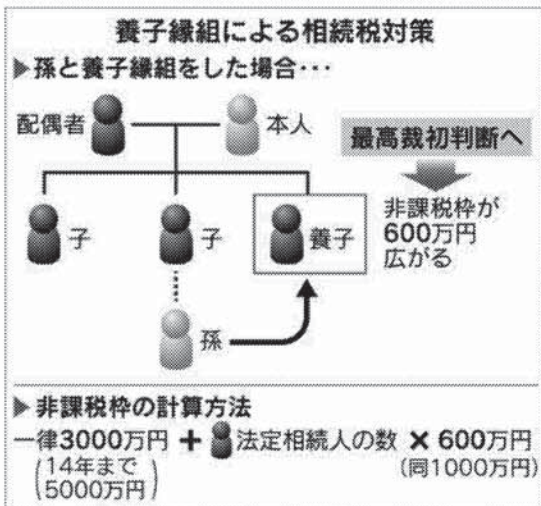 養子縁組による相続税対策
▶孫と養子縁組をした場合･･･
配偶者
本人
最高裁初判断へ
非課税枠が
600万円
広がる
子
子
養子
孫
▶非課税枠の計算方法
一律3000万円 + 法定相続人の数 × 600万円
(14年まで
5000万円)
(同1000万円)